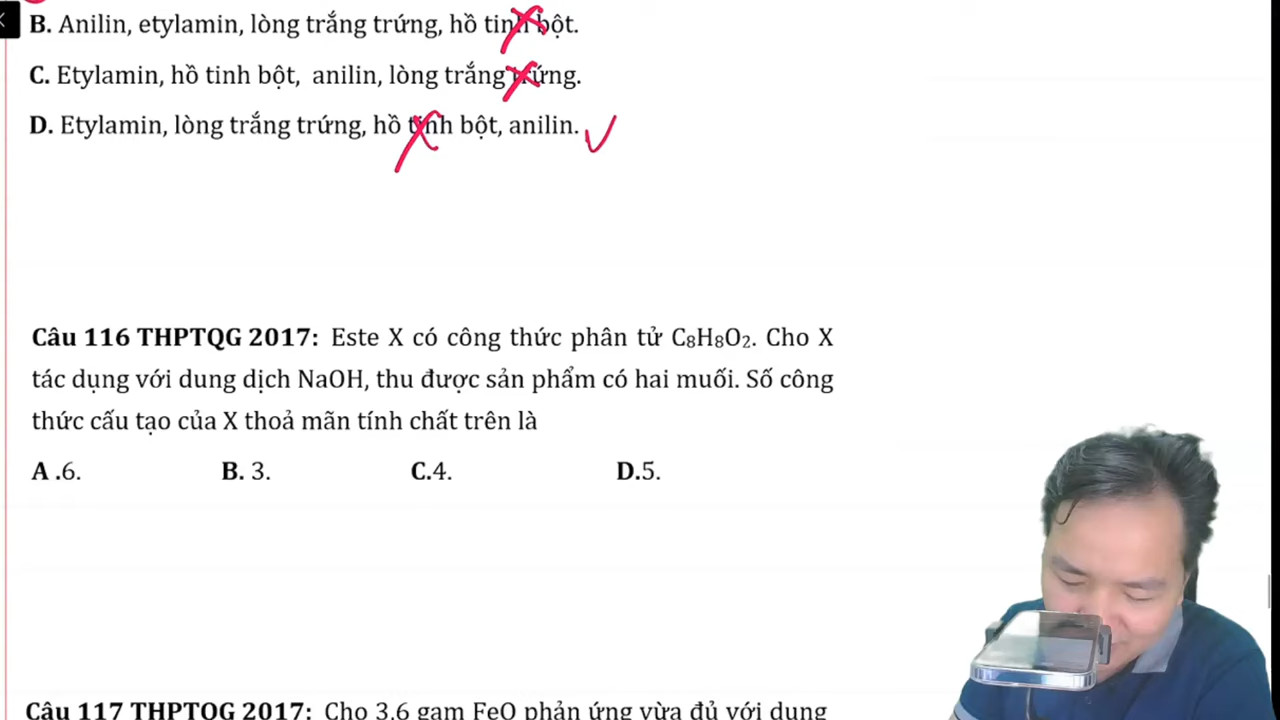 B. Anilin, etylamin, lòng trắng trứng, hồ tinh bột.
C. Etylamin, hồ tinh bột, anilin, lòng trắng trứng.
D. Etylamin, lòng trắng trứng, hồ tinh bột, anilin.
Câu 116 THPTQG 2017: Este X có công thức phân tử C₈H₈O₂. Cho X
tác dụng với dung dịch NaOH, thu được sản phẩm có hai muối. Số công
thức cấu tạo của X thoả mãn tính chất trên là
A .6. B. 3. C.4. D.5.
Câu 117 THPTQG 2017: Cho 3,6 gam FeO phản ứng vừa đủ với dung